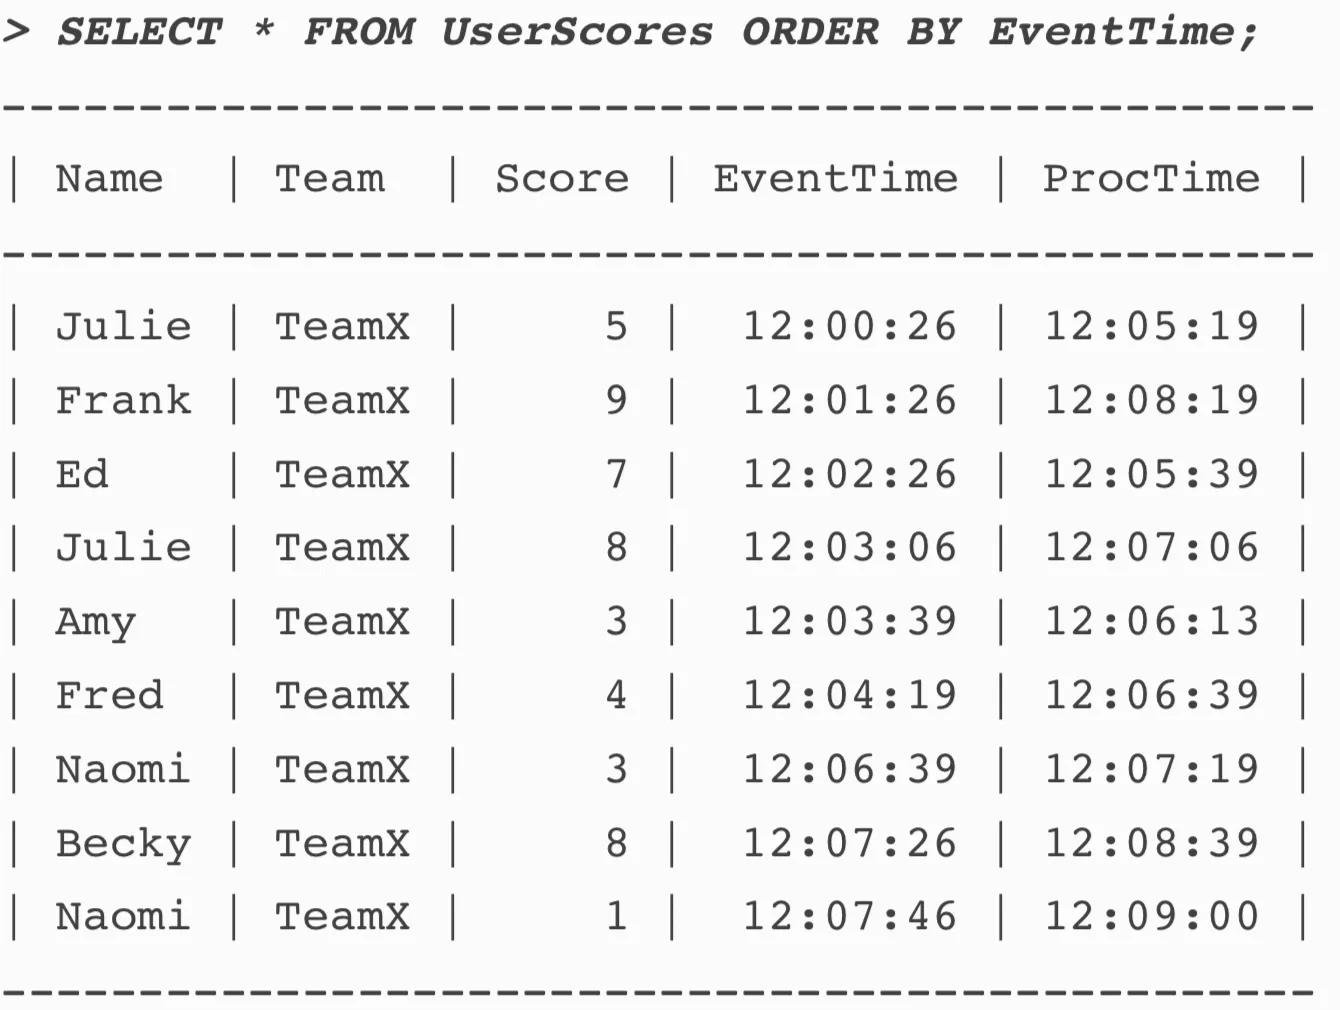 > SELECT * FROM UserScores ORDER BY EventTime;
------------------------------------------------
| Name  | Team  | Score | EventTime | ProcTime |
------------------------------------------------
| Julie | TeamX |     5 |  12:00:26 | 12:05:19 |
| Frank | TeamX |     9 |  12:01:26 | 12:08:19 |
| Ed    | TeamX |     7 |  12:02:26 | 12:05:39 |
| Julie | TeamX |     8 |  12:03:06 | 12:07:06 |
| Amy   | TeamX |     3 |  12:03:39 | 12:06:13 |
| Fred  | TeamX |     4 |  12:04:19 | 12:06:39 |
| Naomi | TeamX |     3 |  12:06:39 | 12:07:19 |
| Becky | TeamX |     8 |  12:07:26 | 12:08:39 |
| Naomi | TeamX |     1 |  12:07:46 | 12:09:00 |
------------------------------------------------